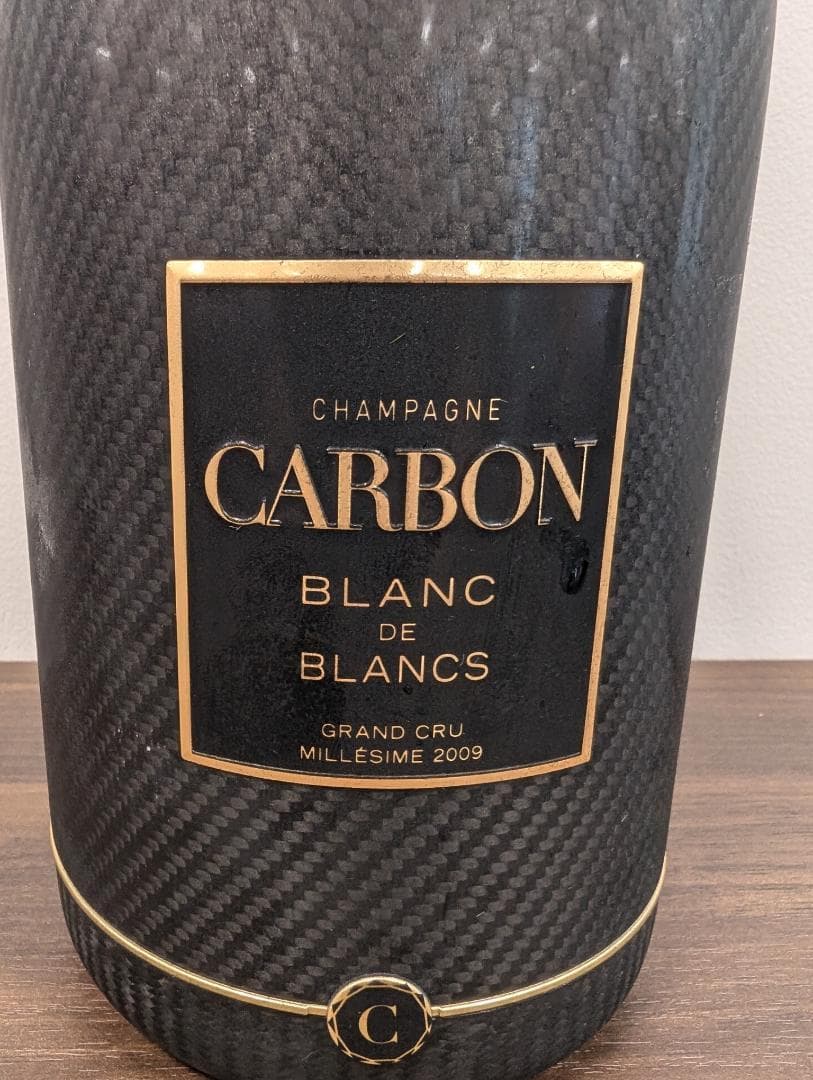 CHAMPAGNE
CARBON
BLANC
DE
BLANCS
GRAND CRU
MILLÉSIME 2009
C